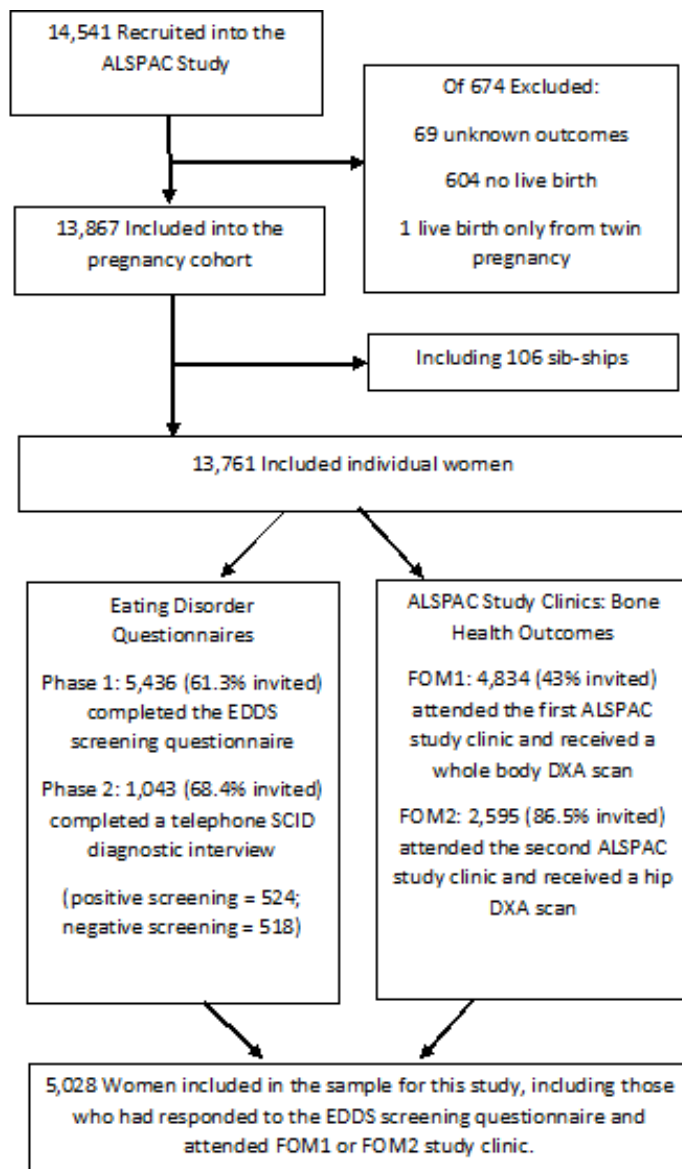 14,541 Recruited into the
ALSPAC Study
Of 674 Excluded:
69 unknown outcomes
604 no live birth
1 live birth only from twin
pregnancy
13,867 Included into the
pregnancy cohort
Including 106 sib-ships
13,761 Included individual women
Eating Disorder
Questionnaires
Phase 1: 5,436 (61.3% invited)
completed the EDDS
screening questionnaire
Phase 2: 1,043 (68.4% invited)
completed a telephone SCID
diagnostic interview
(positive screening = 524;
negative screening = 518)
ALSPAC Study Clinics: Bone
Health Outcomes
FOM1: 4,834 (43% invited)
attended the first ALSPAC
study clinic and received a
whole body DXA scan
FOM2: 2,595 (86.5% invited)
attended the second ALSPAC
study clinic and received a hip
DXA scan
5,028 Women included in the sample for this study, including those
who had responded to the EDDS screening questionnaire and
attended FOM1 or FOM2 study clinic.